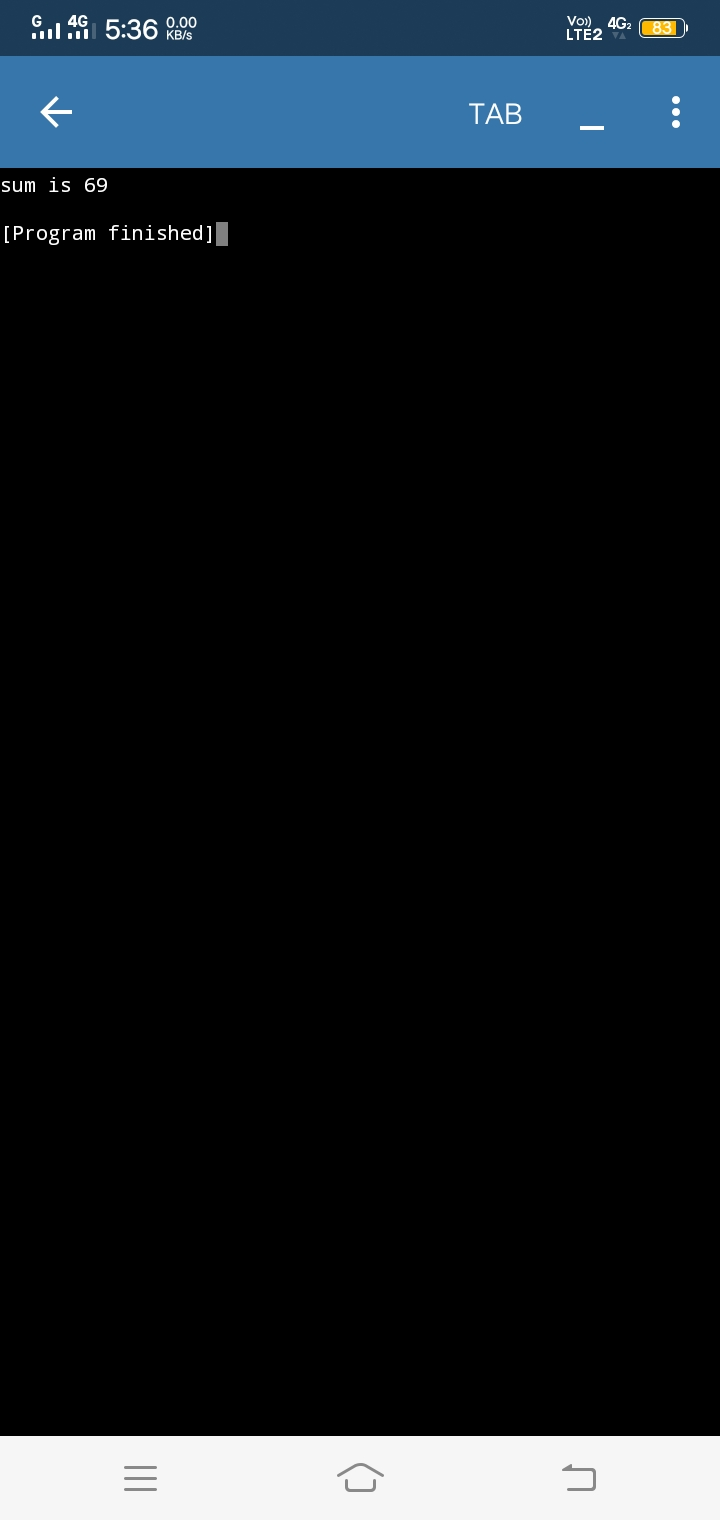 G 4G 5:36 0.00 KB/s Vo)) LTE2 4G2 83
TAB
sum is 69
[Program finished]